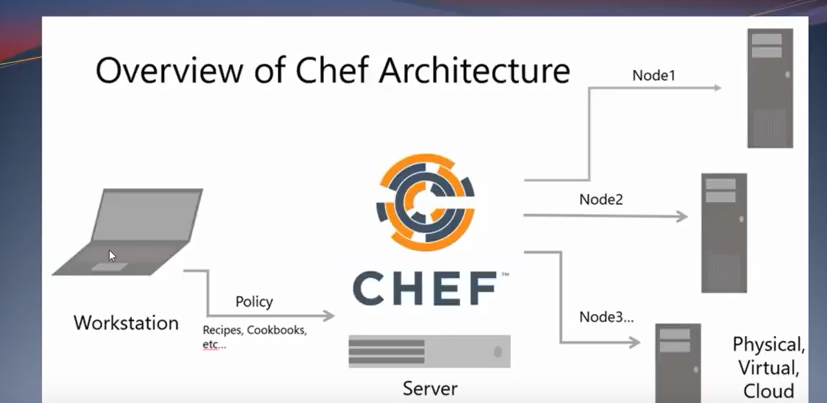 Overview of Chef Architecture
Node1
Node2
CHEF™
Policy
Workstation
Recipes, Cookbooks,
etc...
Node3...
Server
Physical,
Virtual,
Cloud